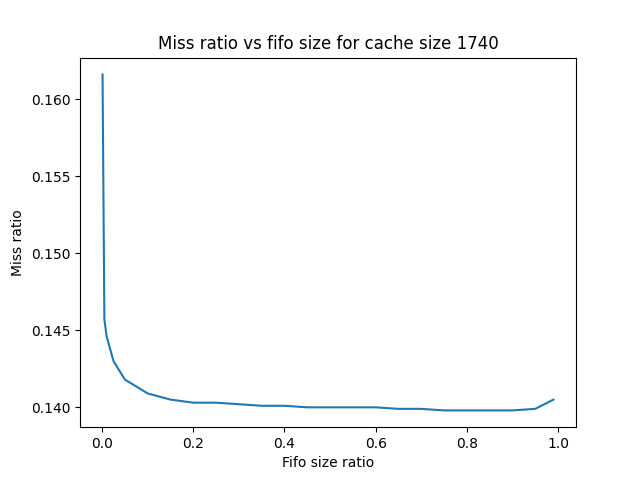 Miss ratio vs fifo size for cache size 1740
0.160
0.155
0.150
0.145
0.140
Miss ratio
0.0 0.2 0.4 0.6 0.8 1.0
Fifo size ratio